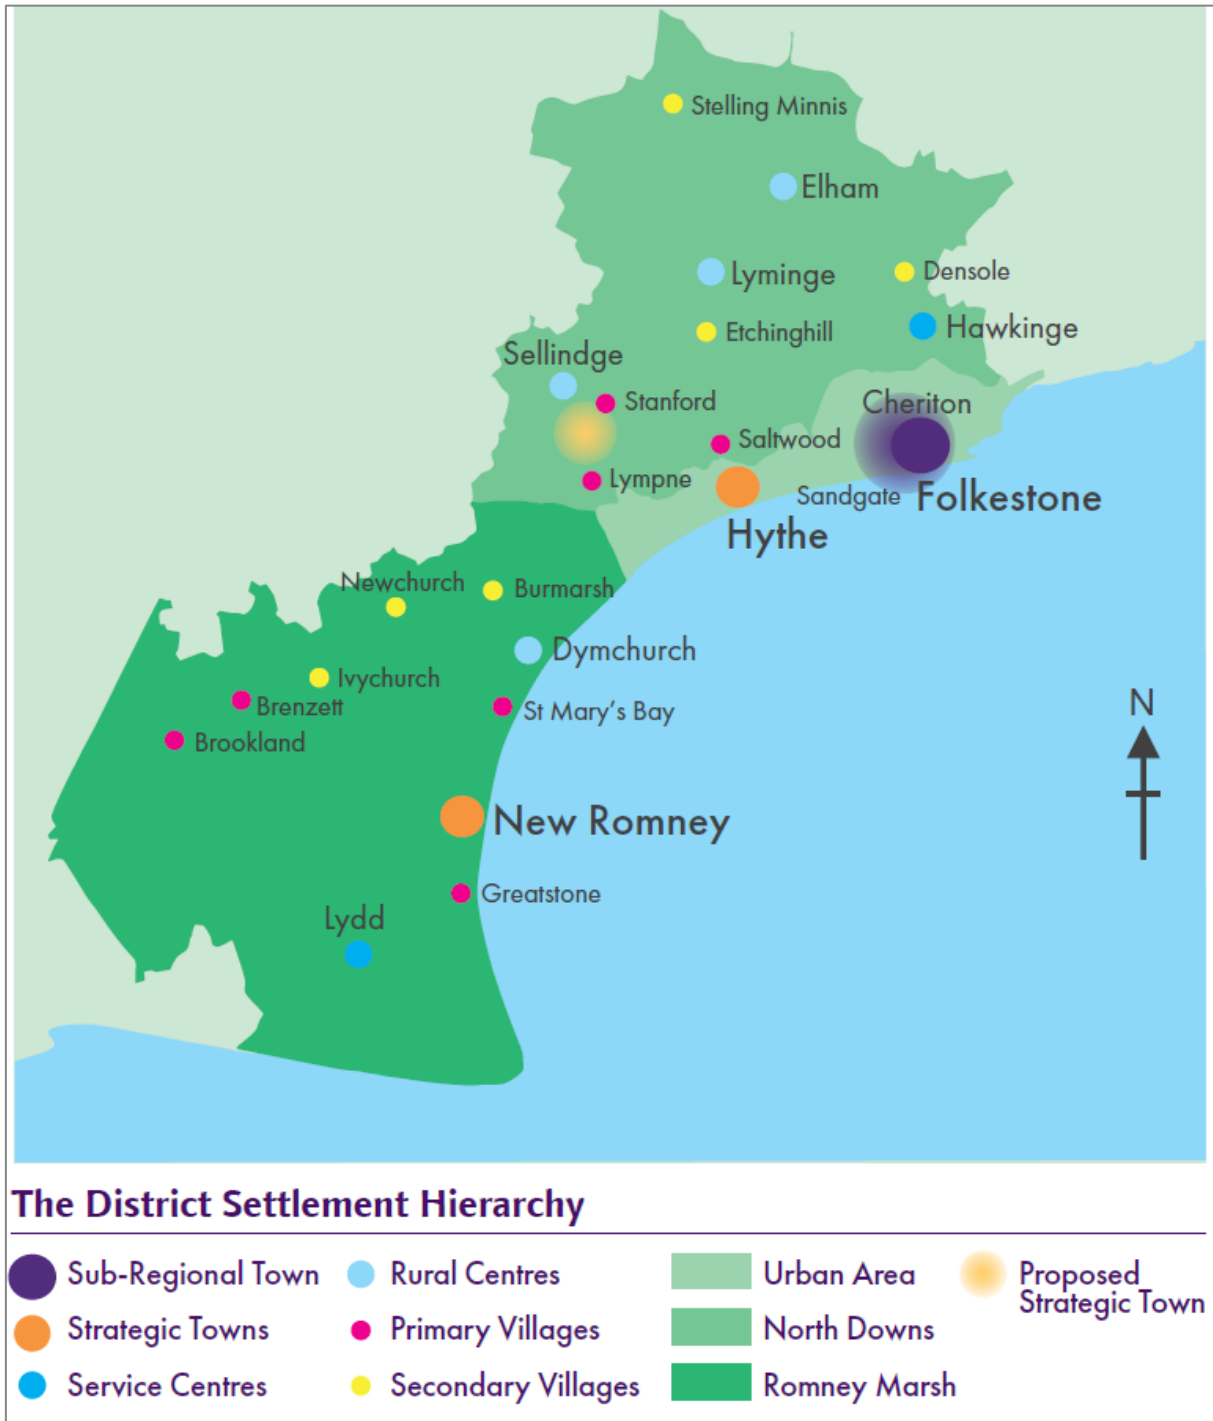 Stelling Minnis
Elham
Lyminge
Densole
Etchinghill
Hawkinge
Sellindge
Stanford
Cheriton
Saltwood
Lympne
Sandgate
Folkestone
Hythe
Newchurch
Burmarsh
Dymchurch
Ivychurch
Brenzett
St Mary's Bay
Brookland
N
New Romney
Greatstone
Lydd
The District Settlement Hierarchy
Sub-Regional Town
Strategic Towns
Service Centres
Rural Centres
Primary Villages
Secondary Villages
Urban Area
North Downs
Romney Marsh
Proposed
Strategic Town